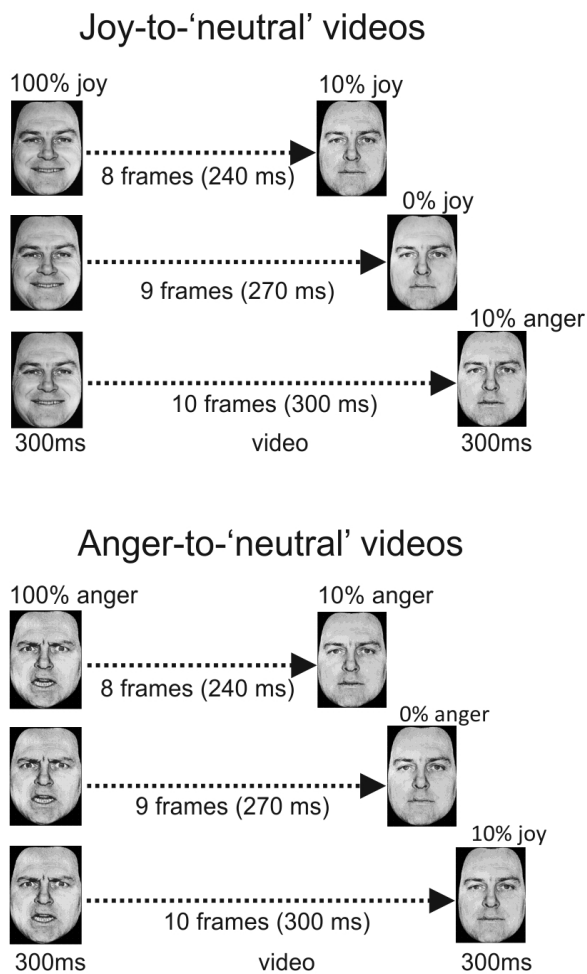 Joy-to-‘neutral’ videos
100% joy
10% joy
8 frames (240 ms)
0% joy
9 frames (270 ms)
10% anger
10 frames (300 ms)
300ms video 300ms
Anger-to-‘neutral’ videos
100% anger
10% anger
8 frames (240 ms)
0% anger
9 frames (270 ms)
10% joy
10 frames (300 ms)
300ms video 300ms